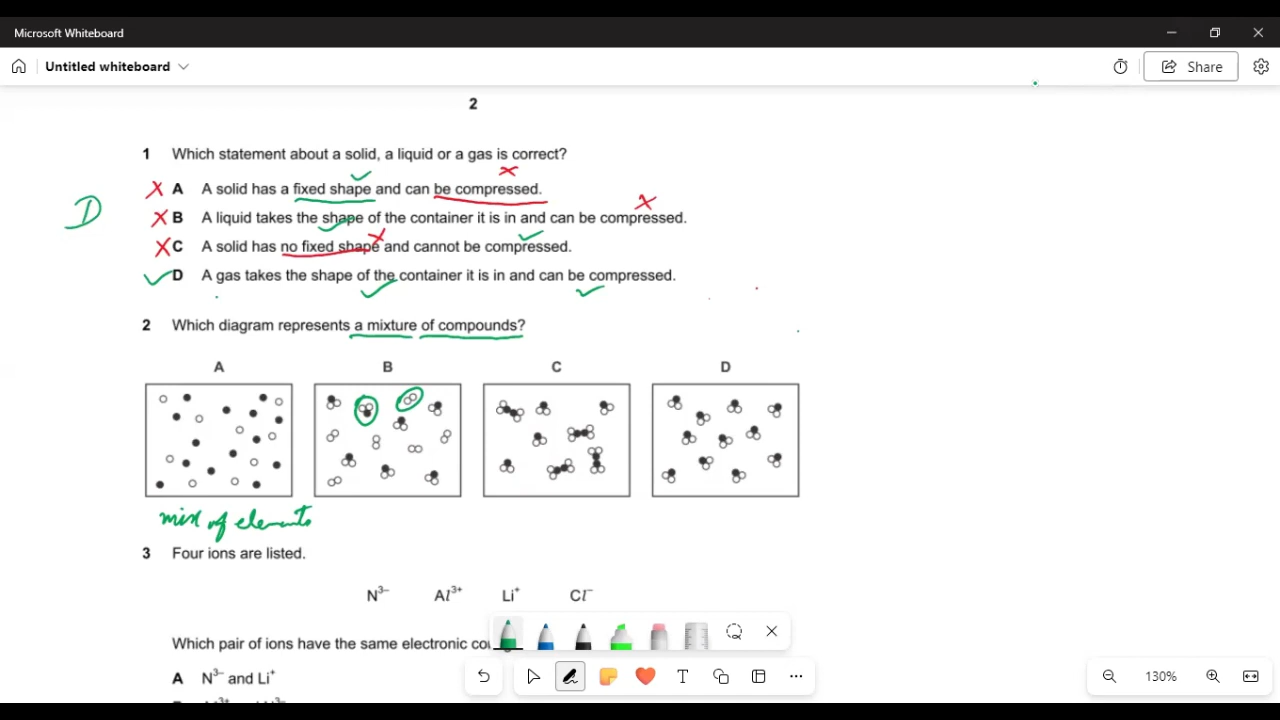 Microsoft Whiteboard
Untitled whiteboard
Share
2
1 Which statement about a solid, a liquid or a gas is correct?
A A solid has a fixed shape and can be compressed.
D
B A liquid takes the shape of the container it is in and can be compressed.
C A solid has no fixed shape and cannot be compressed.
D A gas takes the shape of the container it is in and can be compressed.
2 Which diagram represents a mixture of compounds?
A B C D
mix of elements
3 Four ions are listed.
N³⁻ Al³⁺ Li⁺ Cl⁻
Which pair of ions have the same electronic
A N³⁻ and Li⁺
130%